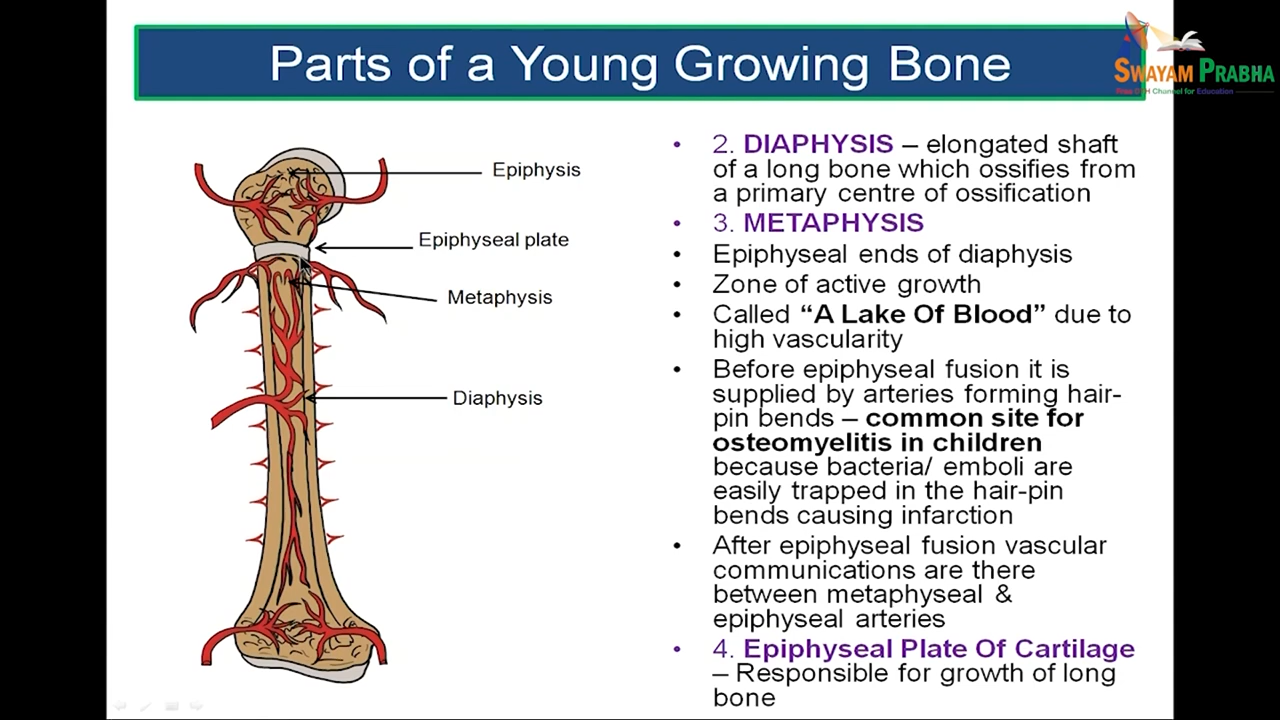 Parts of a Young Growing Bone
SWAYAM PRABHA
Free DTH Channel for Education
Epiphysis
Epiphyseal plate
Metaphysis
Diaphysis
• 2. DIAPHYSIS – elongated shaft
of a long bone which ossifies from
a primary centre of ossification
• 3. METAPHYSIS
• Epiphyseal ends of diaphysis
• Zone of active growth
• Called “A Lake Of Blood” due to
high vascularity
• Before epiphyseal fusion it is
supplied by arteries forming hair-
pin bends – common site for
osteomyelitis in children
because bacteria/ emboli are
easily trapped in the hair-pin
bends causing infarction
• After epiphyseal fusion vascular
communications are there
between metaphyseal &
epiphyseal arteries
• 4. Epiphyseal Plate Of Cartilage
– Responsible for growth of long
bone